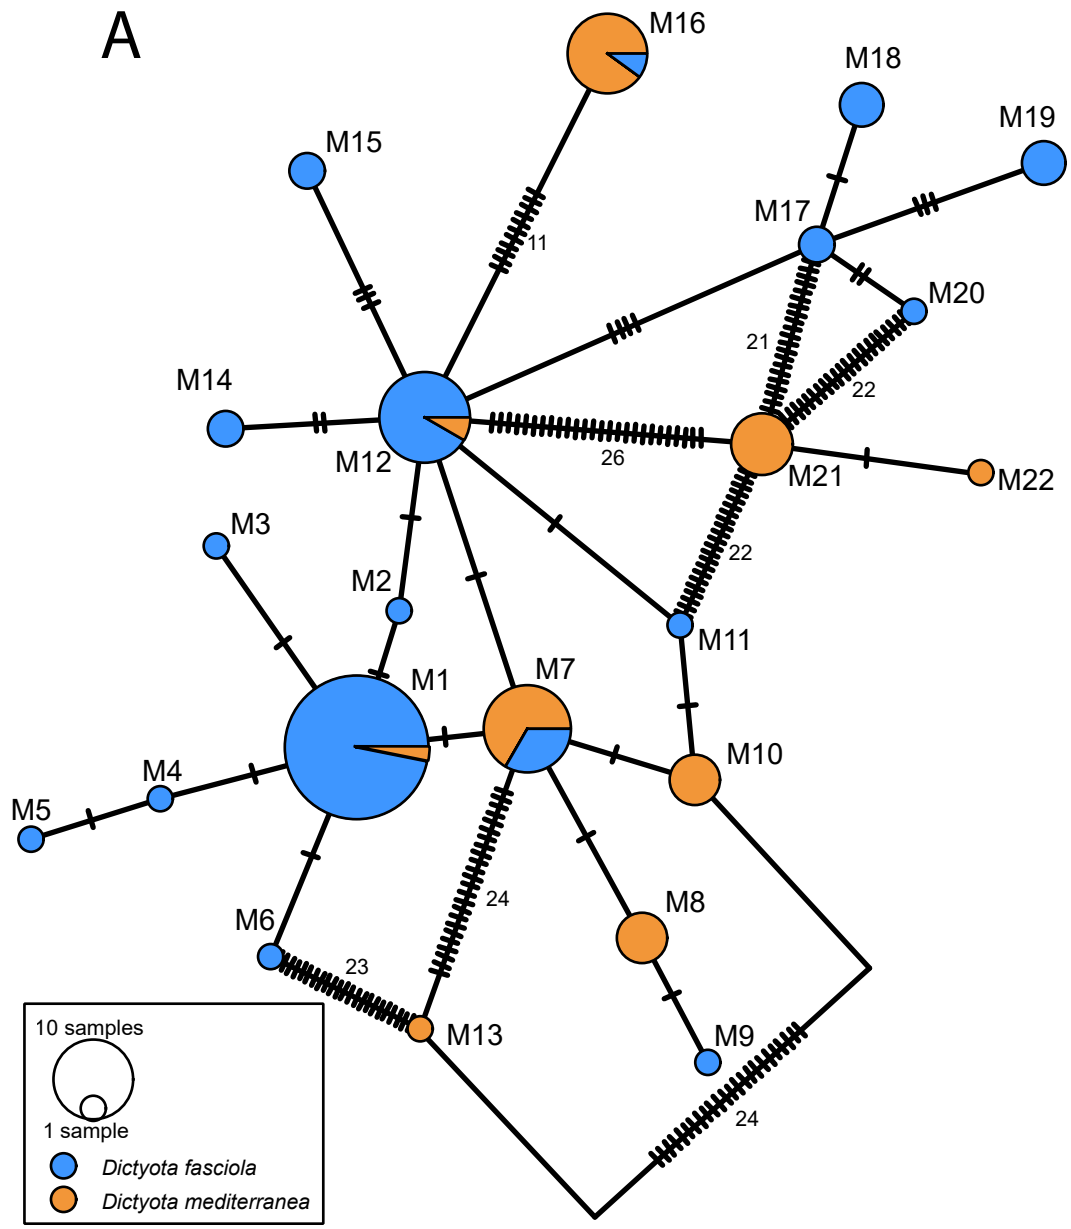 A
M16
M18
M15
M19
M17
11
M20
21
M14
22
M12
26
M21
M22
M3
22
M2
M11
M1
M7
M10
M4
M5
M8
24
M6
23
M13
M9
24
10 samples
1 sample
Dictyota fasciola
Dictyota mediterranea